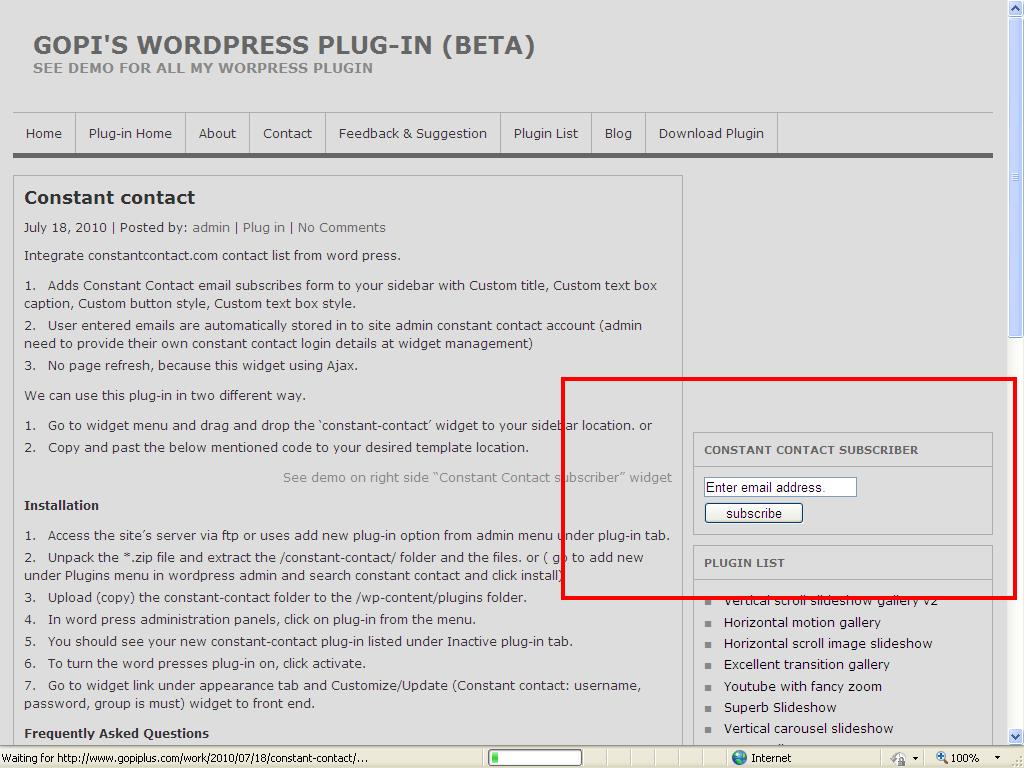 GOPI'S WORDPRESS PLUG-IN (BETA)
SEE DEMO FOR ALL MY WORPRESS PLUGIN
Home Plug-in Home About Contact Feedback & Suggestion Plugin List Blog Download Plugin
Constant contact
July 18, 2010 | Posted by: admin | Plug in | No Comments
Integrate constantcontact.com contact list from word press.
1. Adds Constant Contact email subscribes form to your sidebar with Custom title, Custom text box
caption, Custom button style, Custom text box style.
2. User entered emails are automatically stored in to site admin constant contact account (admin
need to provide their own constant contact login details at widget management)
3. No page refresh, because this widget using Ajax.
We can use this plug-in in two different way.
1. Go to widget menu and drag and drop the ‘constant-contact’ widget to your sidebar location. or
2. Copy and past the below mentioned code to your desired template location.
See demo on right side “Constant Contact subscriber” widget
Installation
1. Access the site’s server via ftp or uses add new plug-in option from admin menu under plug-in tab.
2. Unpack the *.zip file and extract the /constant-contact/ folder and the files. or ( go to add new
under Plugins menu in wordpress admin and search constant contact and click install)
3. Upload (copy) the constant-contact folder to the /wp-content/plugins folder.
4. In word press administration panels, click on plug-in from the menu.
5. You should see your new constant-contact plug-in listed under Inactive plug-in tab.
6. To turn the word presses plug-in on, click activate.
7. Go to widget link under appearance tab and Customize/Update (Constant contact: username,
password, group is must) widget to front end.
Frequently Asked Questions
CONSTANT CONTACT SUBSCRIBER
Enter email address.
subscribe
PLUGIN LIST
Vertical scroll slideshow gallery v2
Horizontal motion gallery
Horizontal scroll image slideshow
Excellent transition gallery
Youtube with fancy zoom
Superb Slideshow
Vertical carousel slideshow
Waiting for http://www.gopiplus.com/work/2010/07/18/constant-contact/... Internet 100%